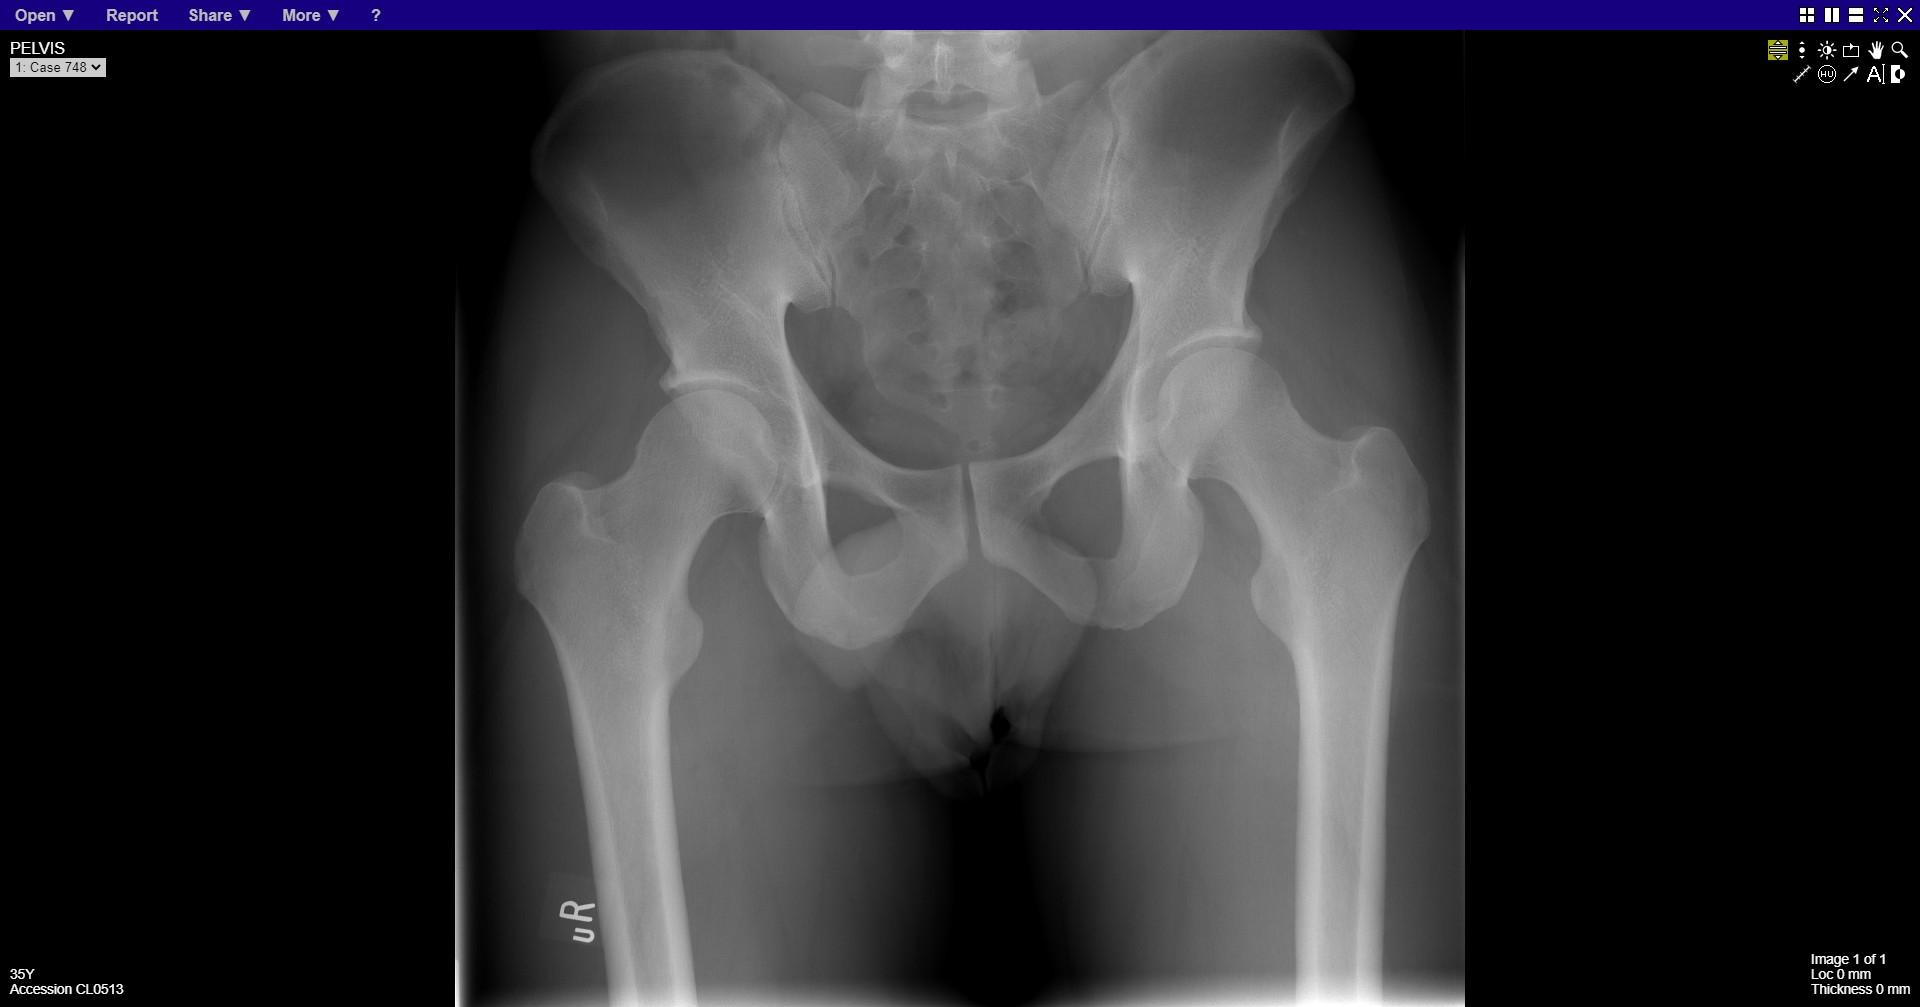 Open ▼ Report Share ▼ More ▼ ?
PELVIS
1: Case 748
HU
A
uR
35Y
Accession CL0513
Image 1 of 1
Loc 0 mm
Thickness 0 mm